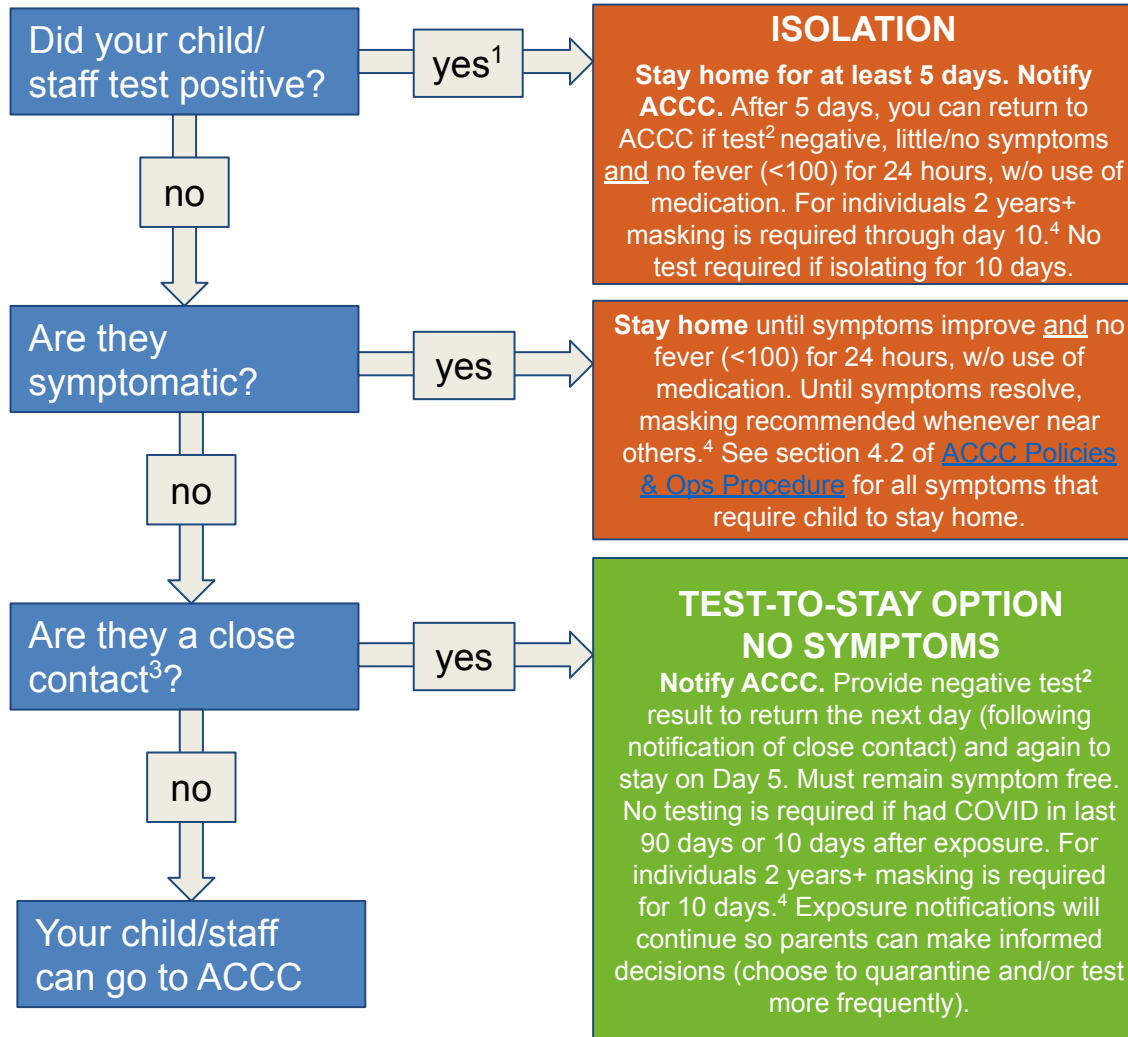 Did your child/
staff test positive?
yes¹
ISOLATION
Stay home for at least 5 days. Notify
ACCC. After 5 days, you can return to
ACCC if test² negative, little/no symptoms
and no fever (<100) for 24 hours, w/o use of
medication. For individuals 2 years+
masking is required through day 10.⁴ No
test required if isolating for 10 days.
no
Are they
symptomatic?
yes
Stay home until symptoms improve and no
fever (<100) for 24 hours, w/o use of
medication. Until symptoms resolve,
masking recommended whenever near
others.⁴ See section 4.2 of ACCC Policies
& Ops Procedure for all symptoms that
require child to stay home.
no
Are they a close
contact³?
yes
TEST-TO-STAY OPTION
NO SYMPTOMS
Notify ACCC. Provide negative test²
result to return the next day (following
notification of close contact) and again to
stay on Day 5. Must remain symptom free.
No testing is required if had COVID in last
90 days or 10 days after exposure. For
individuals 2 years+ masking is required
for 10 days.⁴ Exposure notifications will
continue so parents can make informed
decisions (choose to quarantine and/or test
more frequently).
no
Your child/staff
can go to ACCC